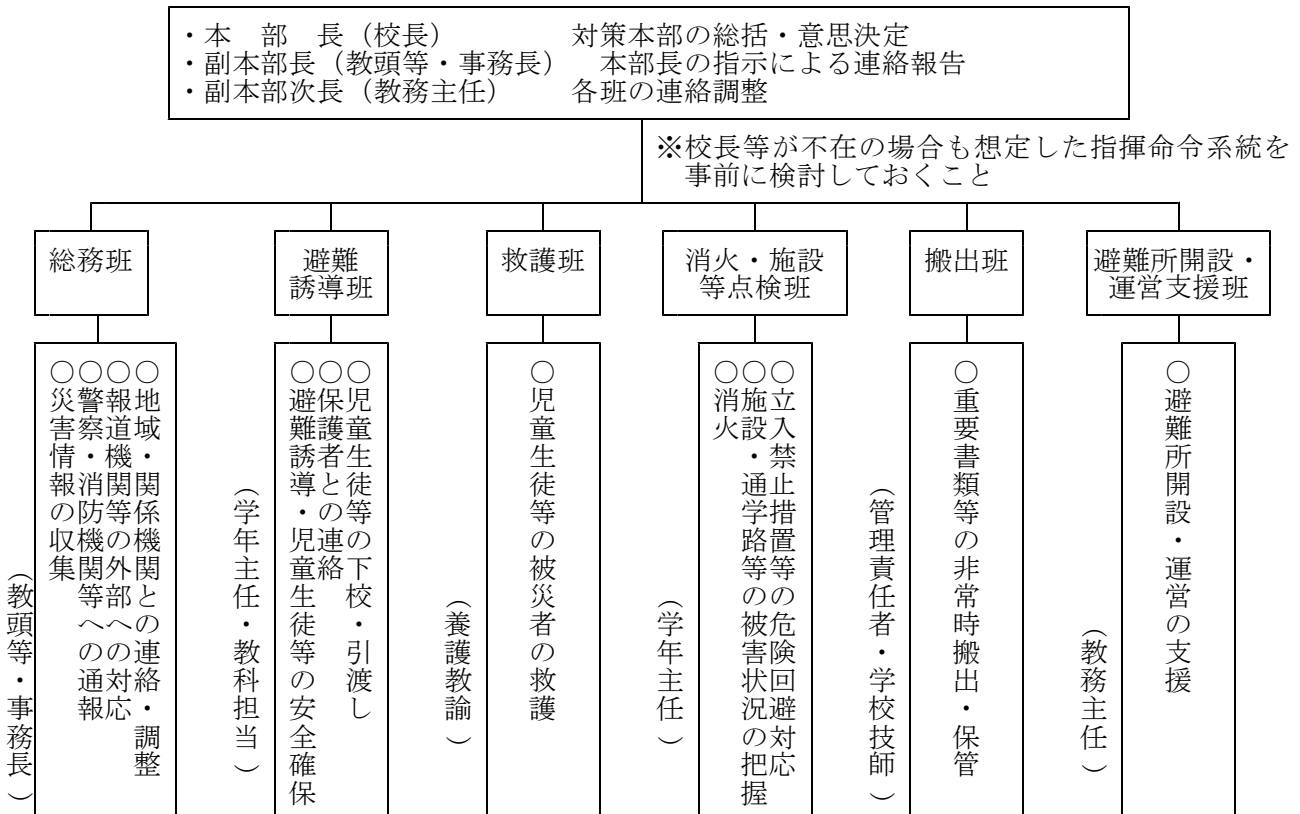 ・本　部　長（校長）　　　　　対策本部の総括・意思決定
・副本部長（教頭等・事務長）　本部長の指示による連絡報告
・副本部次長（教務主任）　　　各班の連絡調整
※校長等が不在の場合も想定した指揮命令系統を
事前に検討しておくこと
総務班
避難
誘導班
救護班
消火・施設
等点検班
搬出班
避難所開設・
運営支援班
○地域・関係機関との連絡・調整
○報道機関等の外部への対応
○警察・消防機関等への通報
○災害情報の収集
（教頭等・事務長）
○児童生徒等の下校・引渡し
○保護者との連絡
○避難誘導・児童生徒等の安全確保
（学年主任・教科担当）
○児童生徒等の被災者の救護
（養護教諭）
○立入禁止措置等の危険回避対応
○施設・通学路等の被害状況の把握
○消火
（学年主任）
○重要書類等の非常時搬出・保管
（管理責任者・学校技師）
○避難所開設・運営の支援
（教務主任）